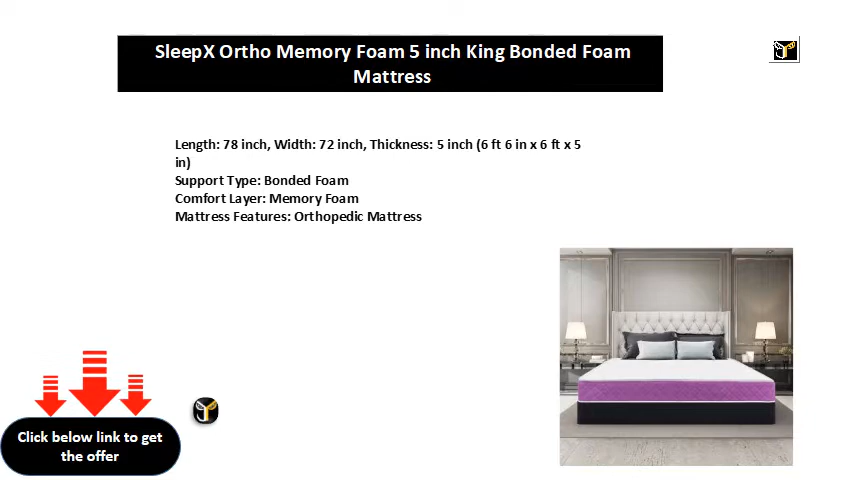 SleepX Ortho Memory Foam 5 inch King Bonded Foam
Mattress
Length: 78 inch, Width: 72 inch, Thickness: 5 inch (6 ft 6 in x 6 ft x 5
in)
Support Type: Bonded Foam
Comfort Layer: Memory Foam
Mattress Features: Orthopedic Mattress
Click below link to get
the offer